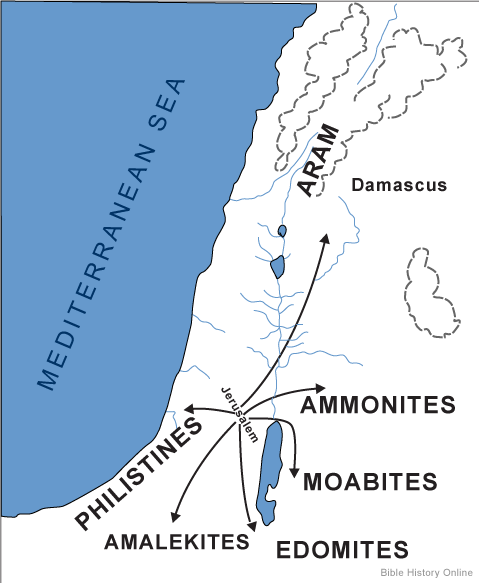 MEDITERRANEAN SEA
ARAM
Damascus
Jerusalem
AMMONITES
PHILISTINES
MOABITES
AMALEKITES
EDOMITES
Bible History Online